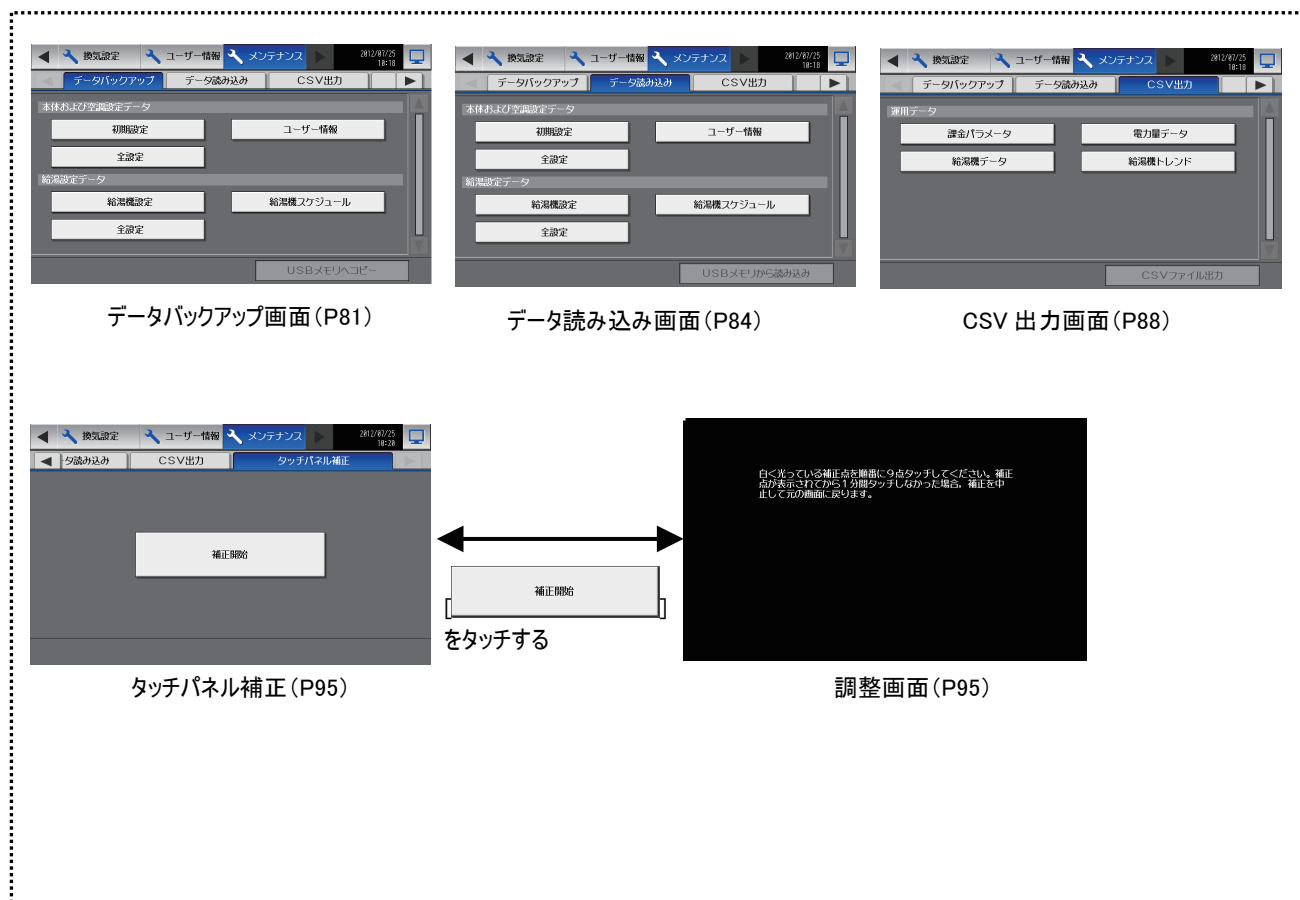 換気設定 ユーザー情報 メンテナンス 2012/07/25 10:18
データバックアップ データ読み込み CSV出力
本体および空調設定データ
初期設定 ユーザー情報
全設定
給湯設定データ
給湯機設定 給湯機スケジュール
全設定
USBメモリへコピー
データバックアップ画面（P81）
換気設定 ユーザー情報 メンテナンス 2012/07/25 10:18
データバックアップ データ読み込み CSV出力
本体および空調設定データ
初期設定 ユーザー情報
全設定
給湯設定データ
給湯機設定 給湯機スケジュール
全設定
USBメモリから読み込み
データ読み込み画面（P84）
換気設定 ユーザー情報 メンテナンス 2012/07/25 10:18
データバックアップ データ読み込み CSV出力
運用データ
課金パラメータ 電力量データ
給湯機データ 給湯機トレンド
CSVファイル出力
CSV 出力画面（P88）
換気設定 ユーザー情報 メンテナンス 2012/07/25 10:20
タ読み込み CSV出力 タッチパネル補正
補正開始
タッチパネル補正（P95）
[補正開始]
をタッチする
白く光っている補正点を順番に９点タッチしてください。補正
点が表示されてから１分間タッチしなかった場合、補正を中
止して元の画面に戻ります。
調整画面（P95）